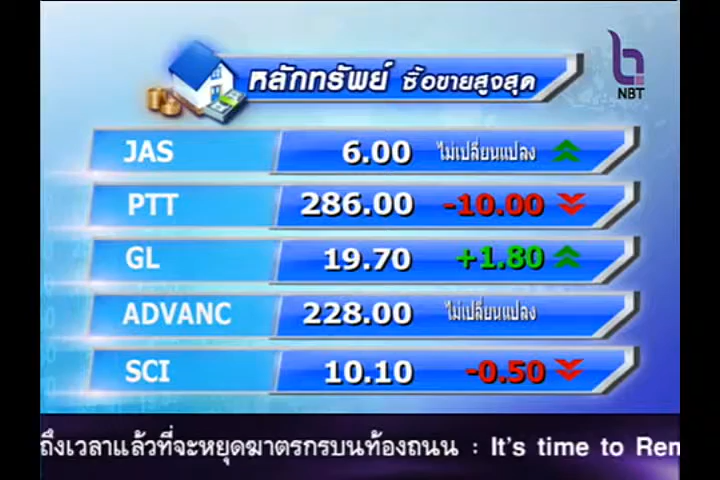 หลักทรัพย์ ซื้อขายสูงสุด
NBT
JAS 6.00 ไม่เปลี่ยนแปลง
PTT 286.00 -10.00
GL 19.70 +1.80
ADVANC 228.00 ไม่เปลี่ยนแปลง
SCI 10.10 -0.50
ถึงเวลาแล้วที่จะหยุดฆาตรกรบนท้องถนน : It's time to Rem